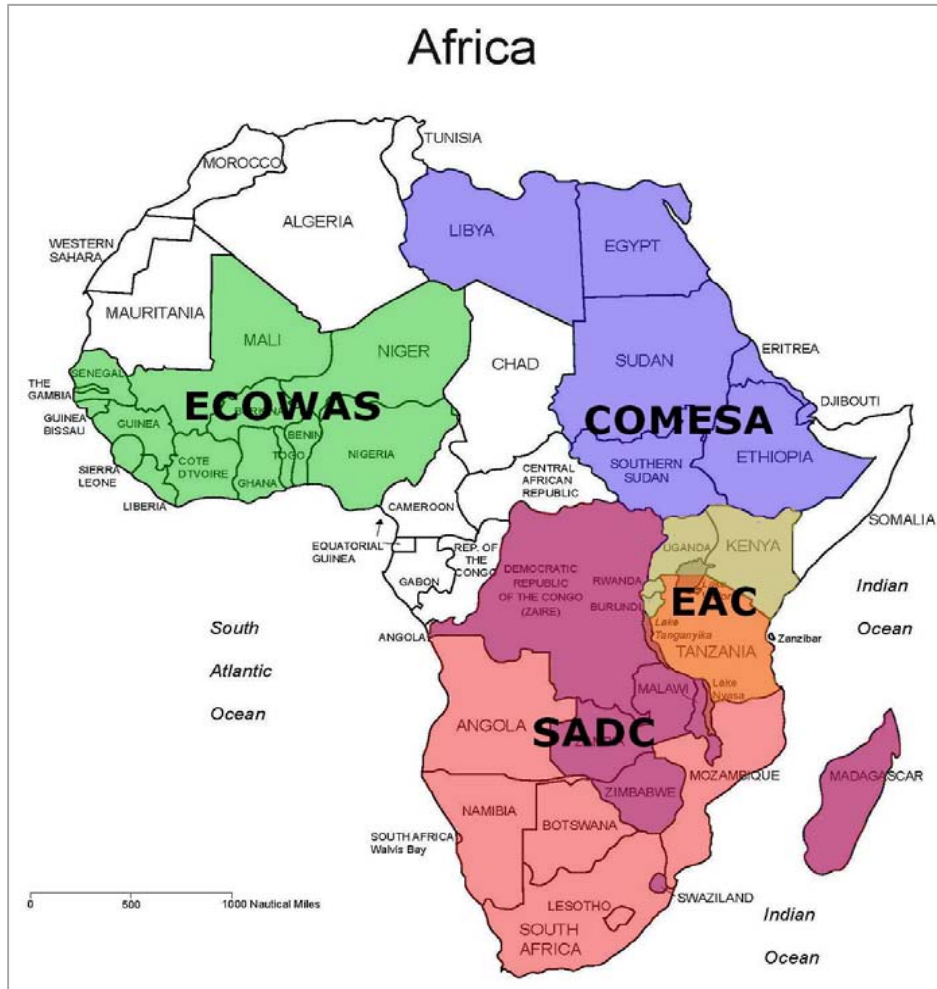 Africa
TUNISIA
MOROCCO
ALGERIA
WESTERN
SAHARA
LIBYA
EGYPT
MAURITANIA
MALI
NIGER
CHAD
SUDAN
ERITREA
SENEGAL
THE
GAMBIA
ECOWAS
COMESA
DJIBOUTI
GUINEA
BISSAU
GUINEA
BENIN
TOGO
NIGERIA
ETHIOPIA
SOUTHERN
SUDAN
SIERRA
LEONE
COTE
D'TVOIRE
GHANA
LIBERIA
CENTRAL
AFRICAN
REPUBLIC
CAMEROON
SOMALIA
EQUATORIAL
GUINEA
REP. OF
THE
CONGO
GABON
UGANDA
KENYA
DEMOCRATIC
REPUBLIC
OF THE CONGO
(ZAIRE)
RWANDA
BURUNDI
EAC
Indian
Ocean
Lake
Tanganyika
TANZANIA
Zanzibar
ANGOLA
South
Atlantic
Ocean
Lake
Nyasa
MALAWI
ANGOLA
SADC
MOZAMBIQUE
MADAGASCAR
ZIMBABWE
NAMIBIA
BOTSWANA
SOUTH AFRICA
Walvis Bay
0 500 1000 Nautical Miles
SWAZILAND
LESOTHO
SOUTH
AFRICA
Indian
Ocean